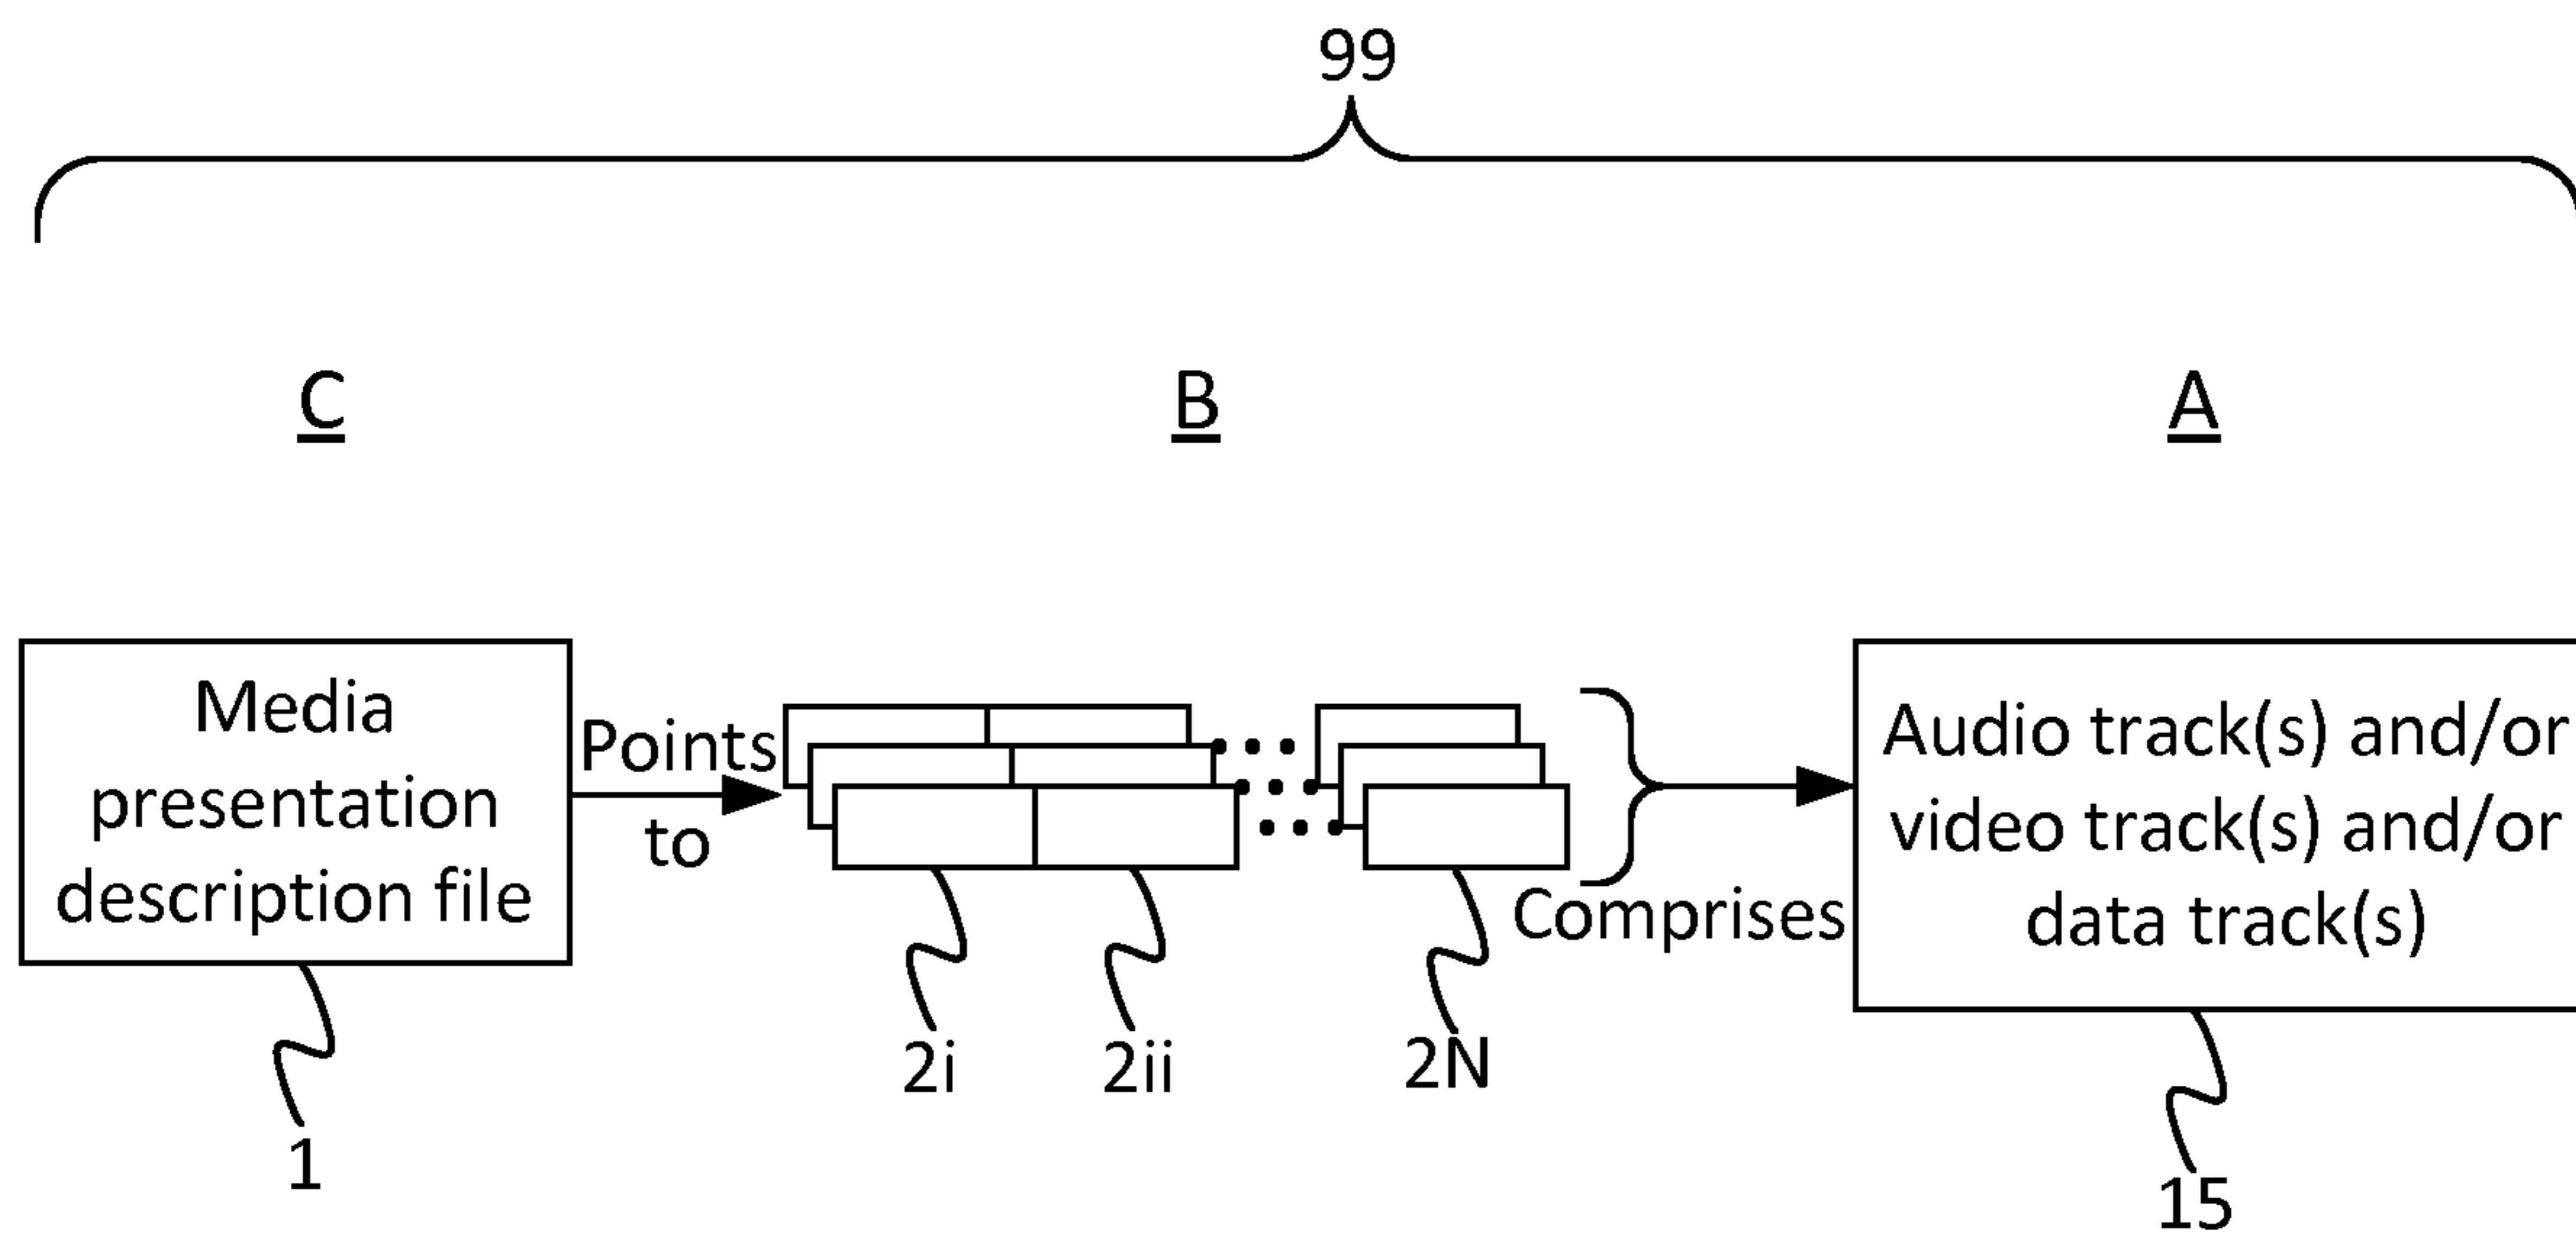 99
C
B
A
Media
presentation
description file
Points
to
Comprises
Audio track(s) and/or
video track(s) and/or
data track(s)
2i
2ii
2N
1
15